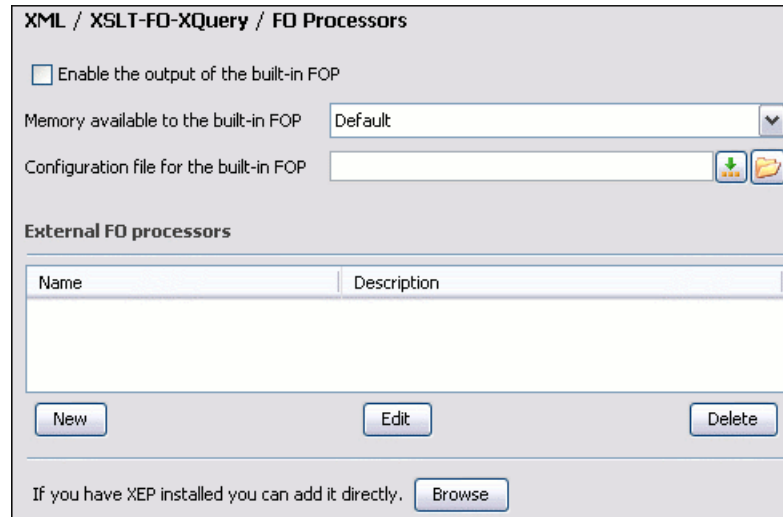 XML / XSLT-FO-XQuery / FO Processors
Enable the output of the built-in FOP
Memory available to the built-in FOP Default
Configuration file for the built-in FOP
External FO processors
Name Description
New Edit Delete
If you have XEP installed you can add it directly. Browse